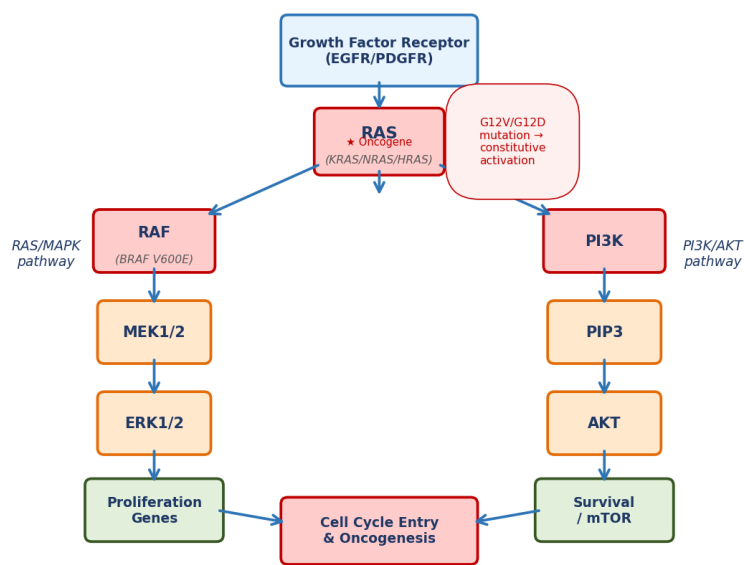 Growth Factor Receptor
(EGFR/PDGFR)
RAS
★ Oncogene
(KRAS/NRAS/HRAS)
G12V/G12D
mutation →
constitutive
activation
RAS/MAPK
pathway
RAF
(BRAF V600E)
PI3K
PI3K/AKT
pathway
MEK1/2
PIP3
ERK1/2
AKT
Proliferation
Genes
Cell Cycle Entry
& Oncogenesis
Survival
/ mTOR